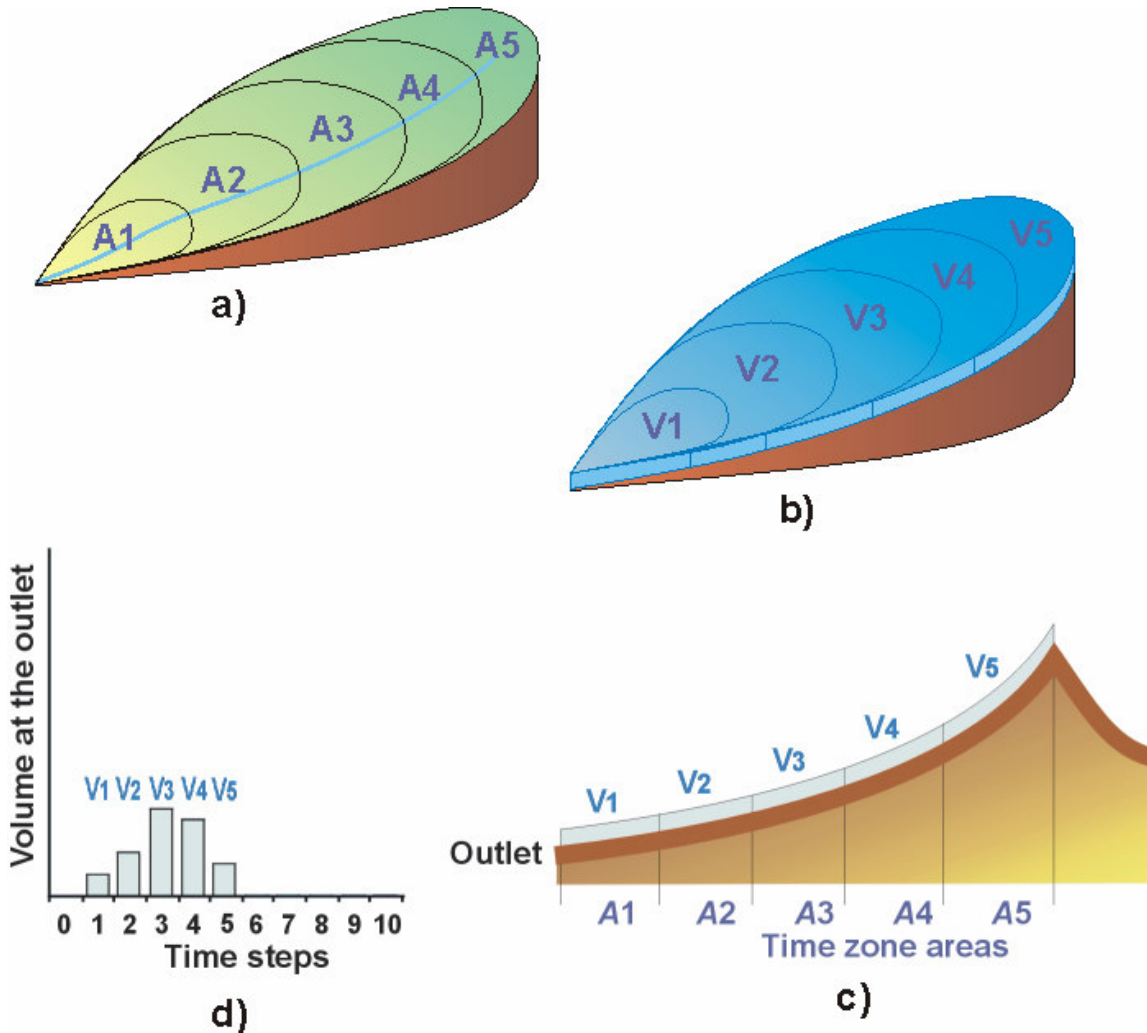 A1
A2
A3
A4
A5
a)
V1
V2
V3
V4
V5
b)
Volume at the outlet
V1 V2 V3 V4 V5
0 1 2 3 4 5 6 7 8 9 10
Time steps
d)
V1
V2
V3
V4
V5
Outlet
A1 A2 A3 A4 A5
Time zone areas
c)